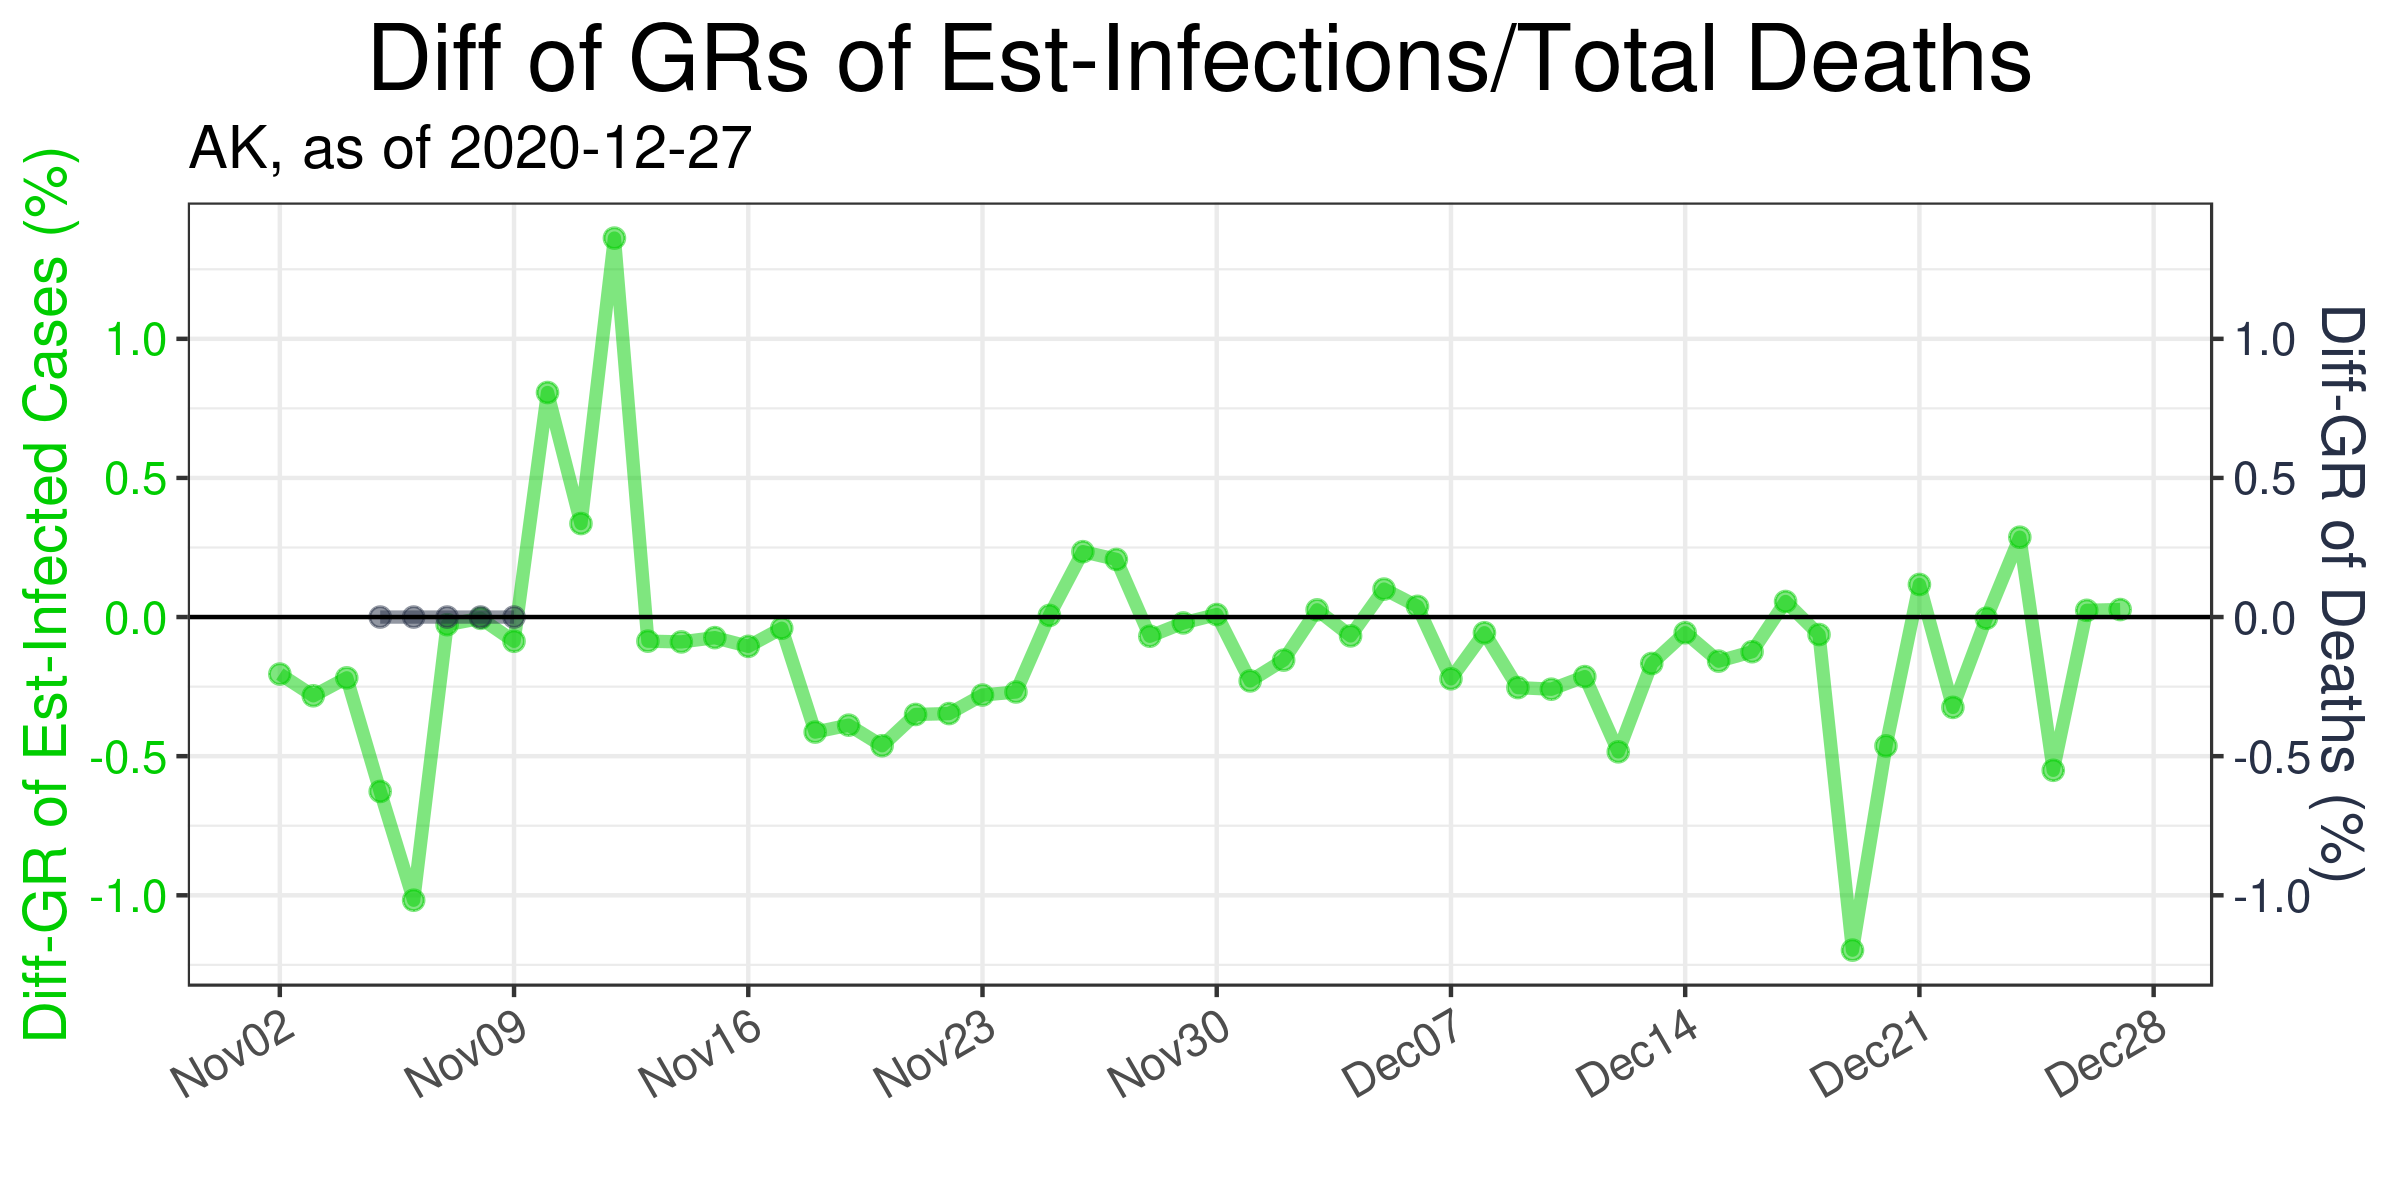 Diff of GRs of Est-Infections/Total Deaths
AK, as of 2020-12-27
Diff-GR of Est-Infected Cases (%)
1.0
0.5
0.0
-0.5
-1.0
1.0
0.5
0.0
-0.5
-1.0
Diff-GR of Deaths (%)
Nov02
Nov09
Nov16
Nov23
Nov30
Dec07
Dec14
Dec21
Dec28